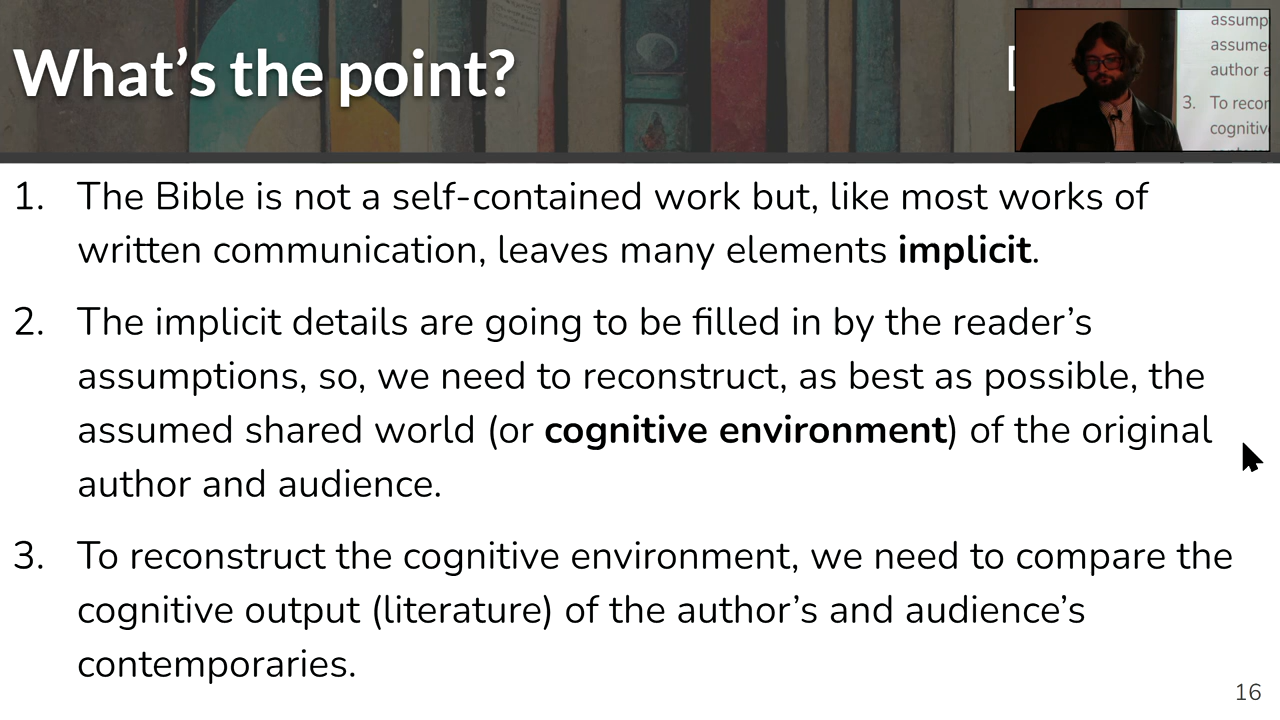 What’s the point?
assump
assume
author a
3. To recor
cognitiv
1. The Bible is not a self-contained work but, like most works of
written communication, leaves many elements implicit.
2. The implicit details are going to be filled in by the reader’s
assumptions, so, we need to reconstruct, as best as possible, the
assumed shared world (or cognitive environment) of the original
author and audience.
3. To reconstruct the cognitive environment, we need to compare the
cognitive output (literature) of the author’s and audience’s
contemporaries.
16